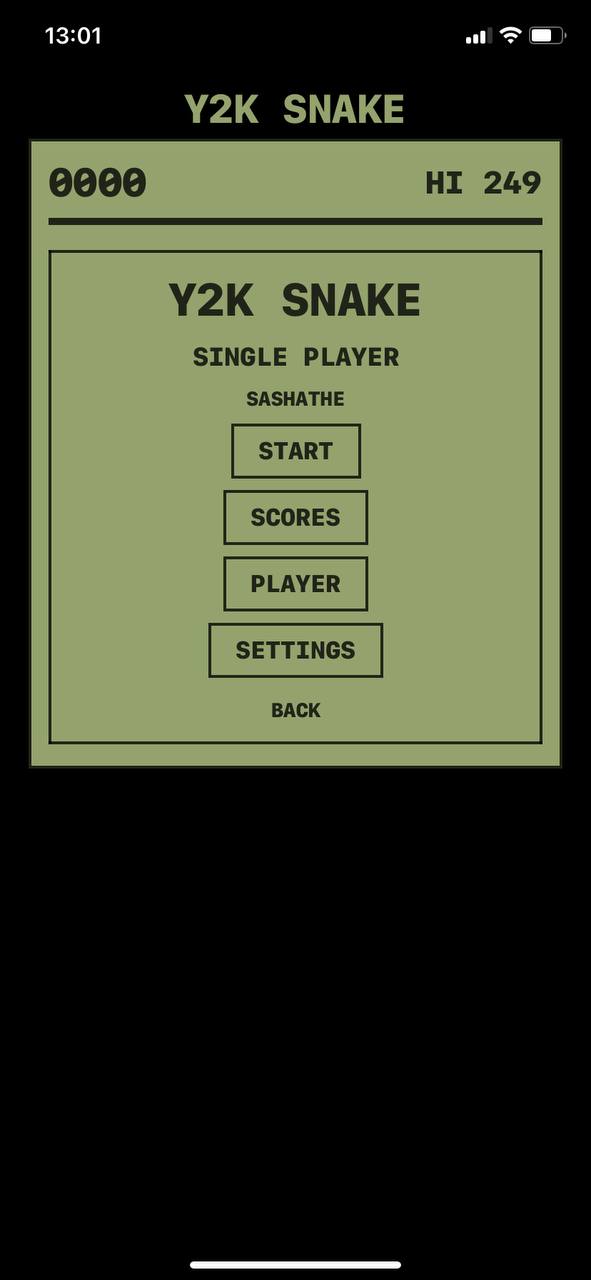 13:01
Y2K SNAKE
0000 HI 249
Y2K SNAKE
SINGLE PLAYER
SASHATHE
START
SCORES
PLAYER
SETTINGS
BACK